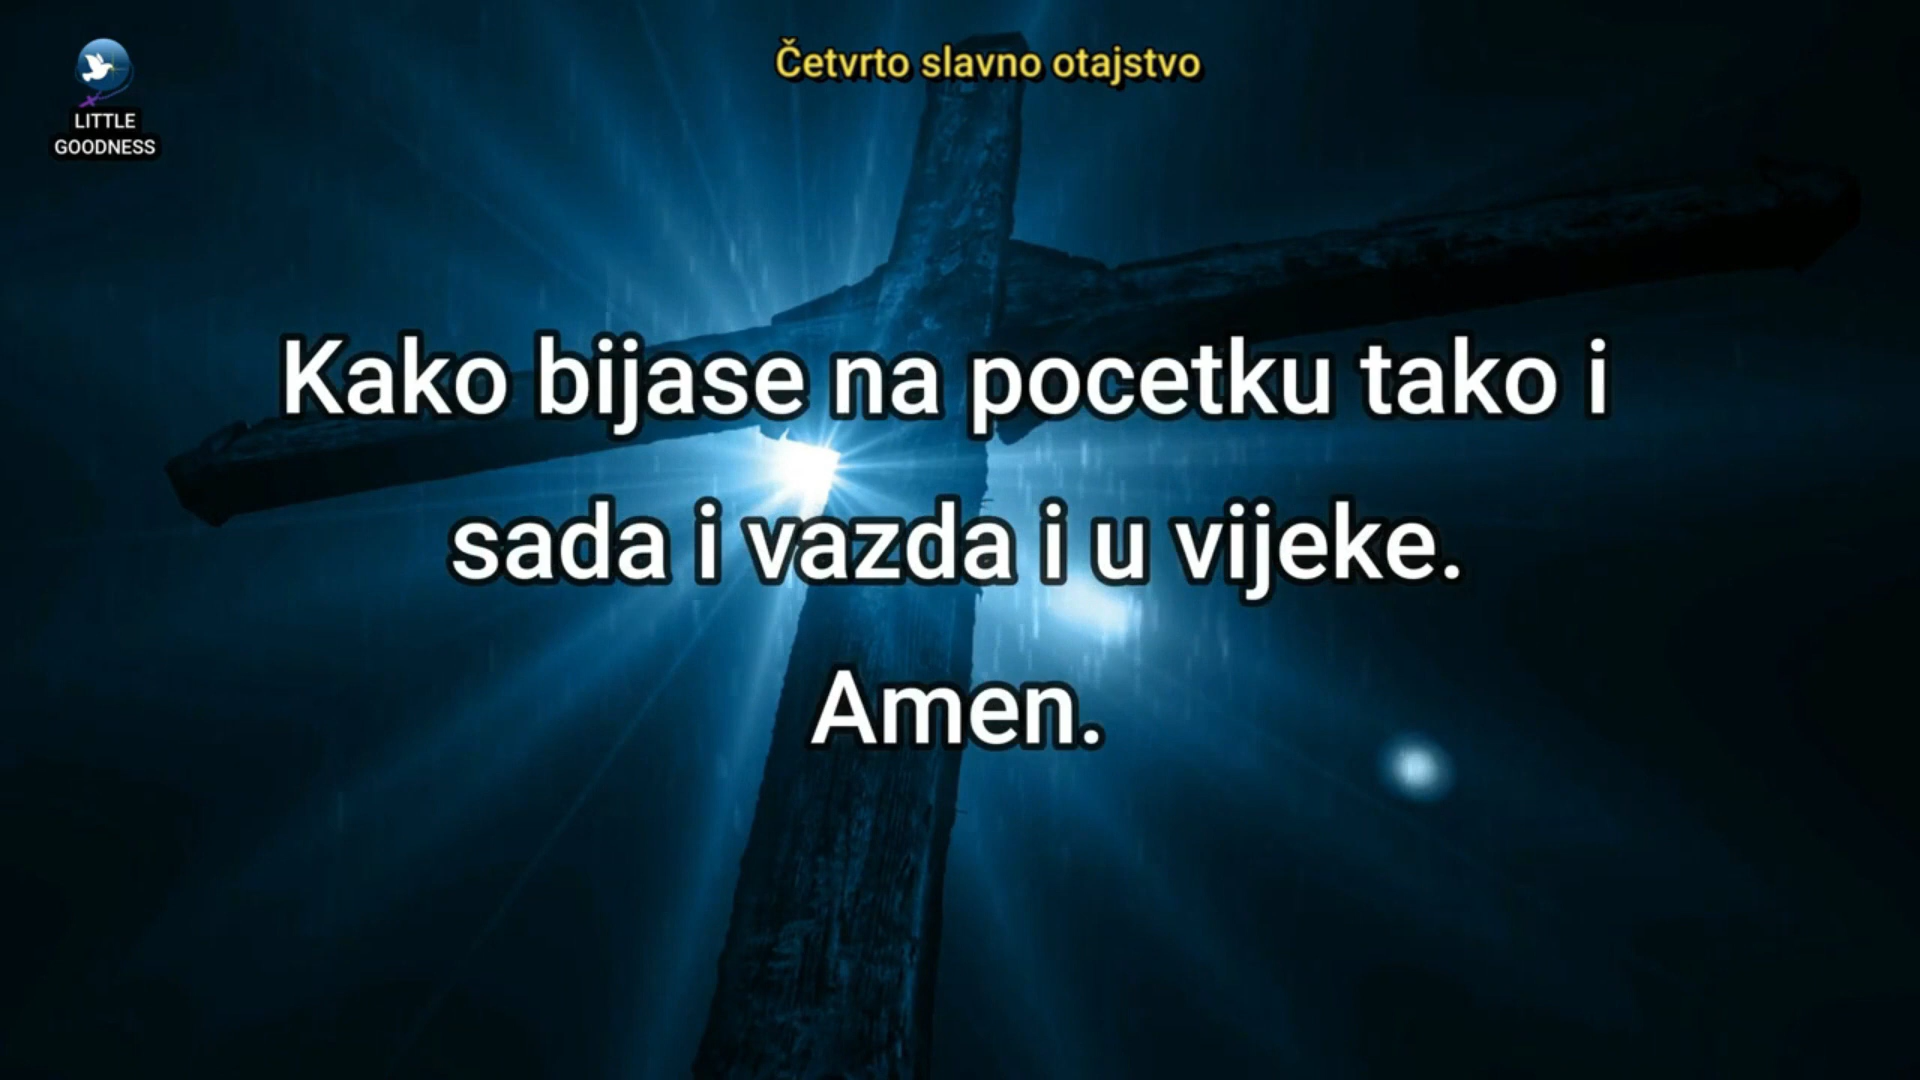 Četvrto slavno otajstvo
LITTLE
GOODNESS
Kako bijase na pocetku tako i
sada i vazda i u vijeke.
Amen.